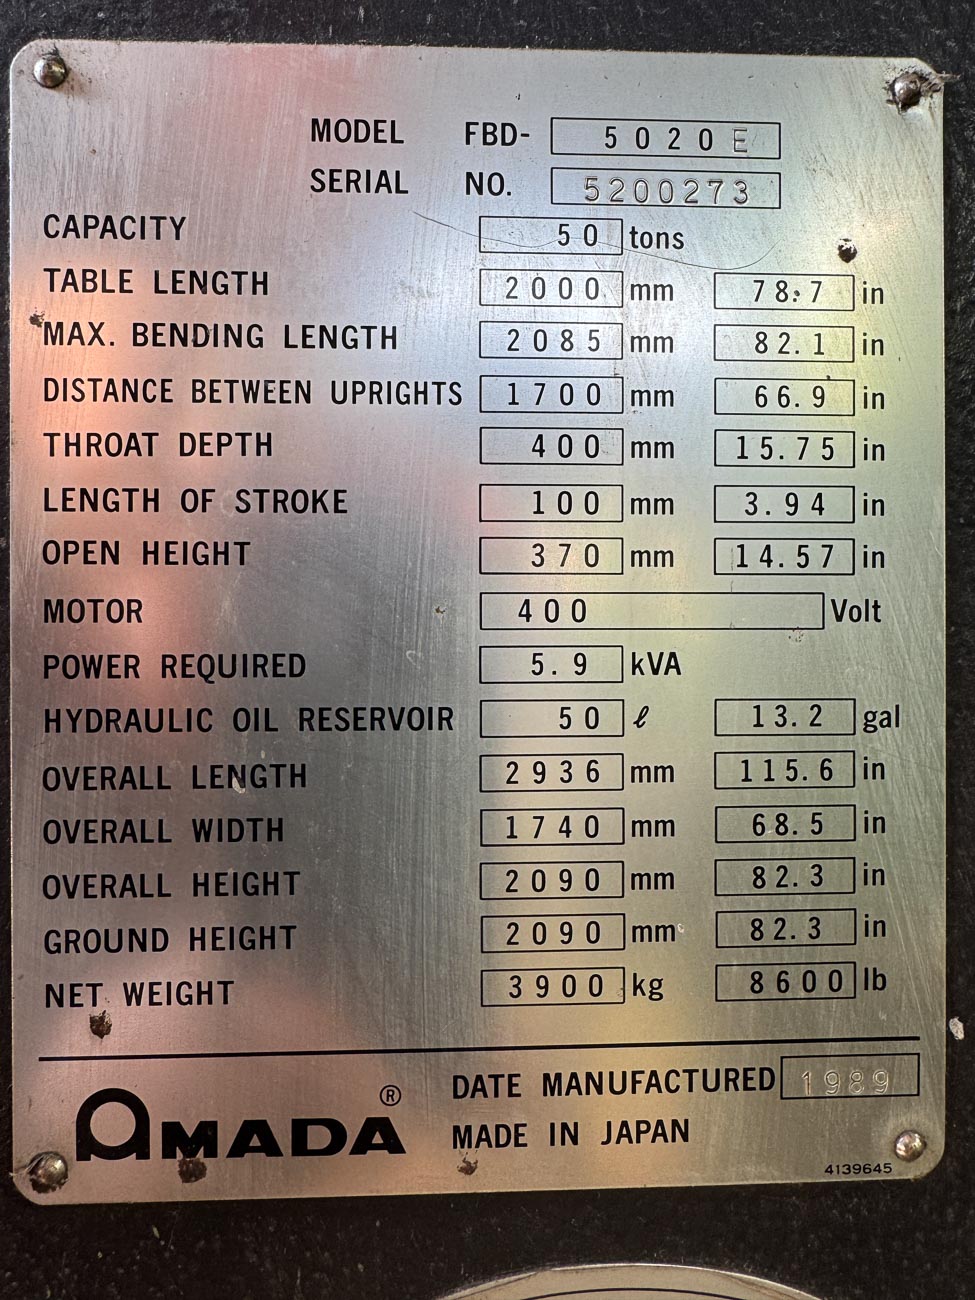 MODEL FBD- 5020E
SERIAL NO. 5200273
CAPACITY 50 tons
TABLE LENGTH 2000 mm 78.7 in
MAX. BENDING LENGTH 2085 mm 82.1 in
DISTANCE BETWEEN UPRIGHTS 1700 mm 66.9 in
THROAT DEPTH 400 mm 15.75 in
LENGTH OF STROKE 100 mm 3.94 in
OPEN HEIGHT 370 mm 14.57 in
MOTOR 400 Volt
POWER REQUIRED 5.9 kVA
HYDRAULIC OIL RESERVOIR 50 ℓ 13.2 gal
OVERALL LENGTH 2936 mm 115.6 in
OVERALL WIDTH 1740 mm 68.5 in
OVERALL HEIGHT 2090 mm 82.3 in
GROUND HEIGHT 2090 mm 82.3 in
NET WEIGHT 3900 kg 8600 lb
DATE MANUFACTURED 1989
AMADA ®
MADE IN JAPAN
4139645